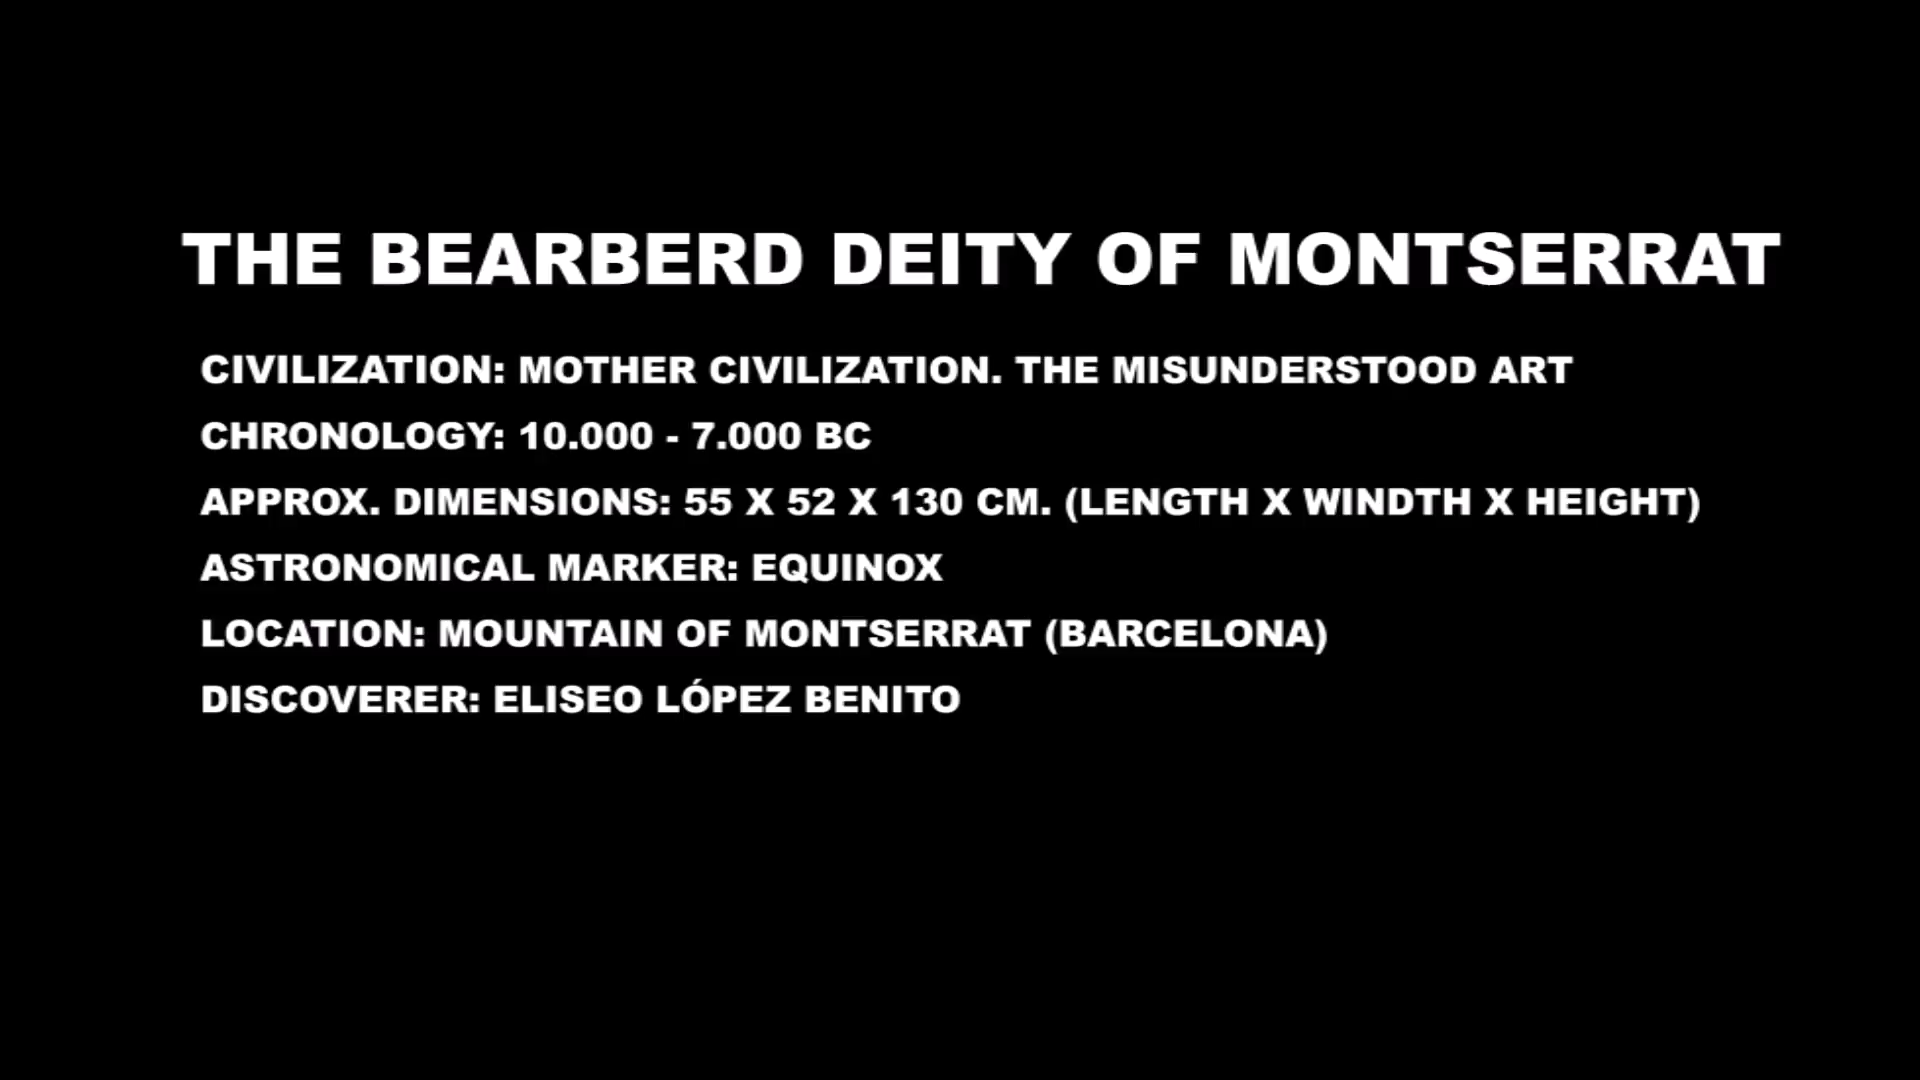 THE BEARBERD DEITY OF MONTSERRAT
CIVILIZATION: MOTHER CIVILIZATION. THE MISUNDERSTOOD ART
CHRONOLOGY: 10.000 - 7.000 BC
APPROX. DIMENSIONS: 55 X 52 X 130 CM. (LENGTH X WINDTH X HEIGHT)
ASTRONOMICAL MARKER: EQUINOX
LOCATION: MOUNTAIN OF MONTSERRAT (BARCELONA)
DISCOVERER: ELISEO LÓPEZ BENITO